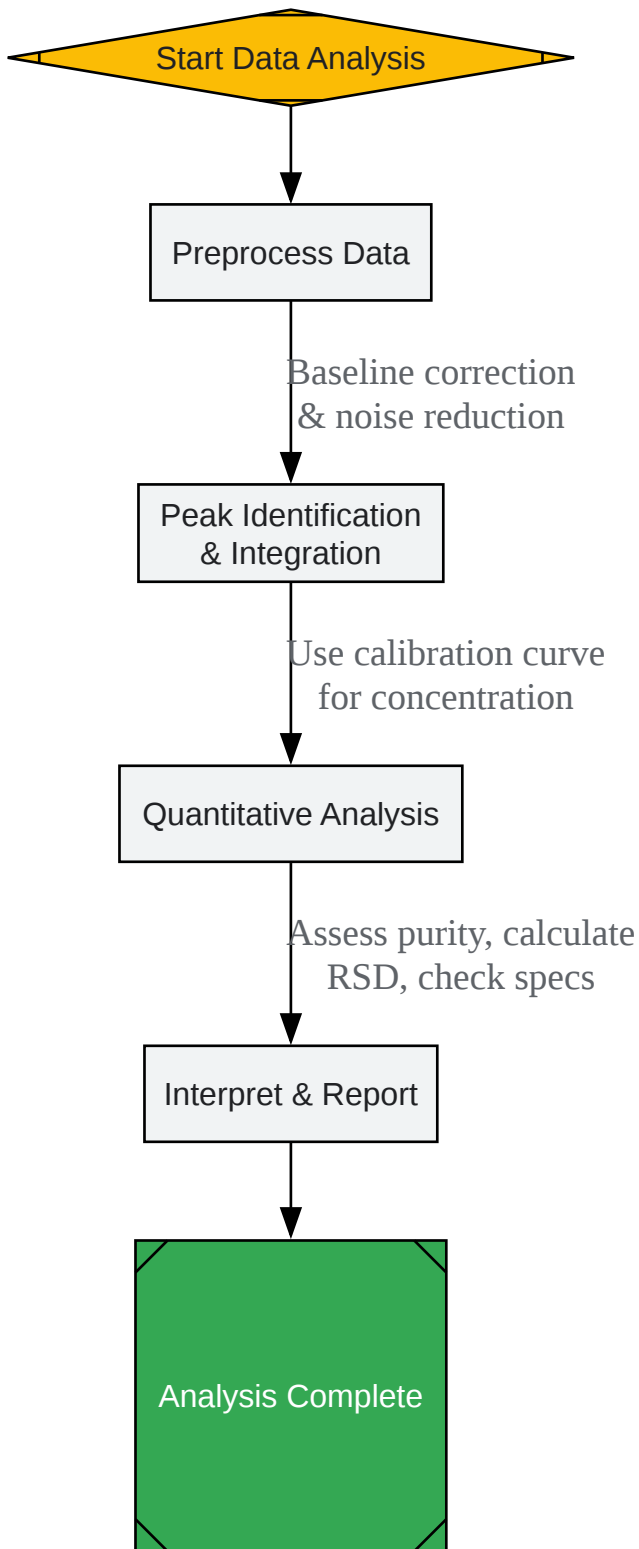 Start Data Analysis
Preprocess Data
Baseline correction
& noise reduction
Peak Identification
& Integration
Use calibration curve
for concentration
Quantitative Analysis
Assess purity, calculate
RSD, check specs
Interpret & Report
Analysis Complete